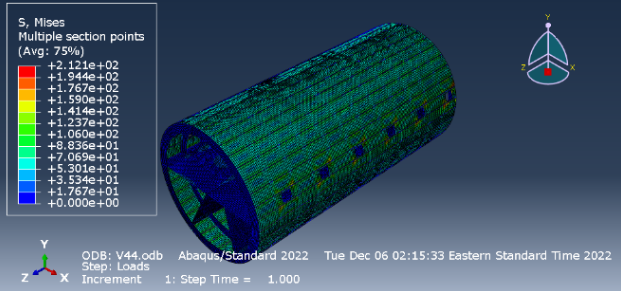 S, Mises
Multiple section points
(Avg: 75%)
+2.121e+02
+1.944e+02
+1.767e+02
+1.590e+02
+1.414e+02
+1.237e+02
+1.060e+02
+8.836e+01
+7.069e+01
+5.301e+01
+3.534e+01
+1.767e+01
+0.000e+00
Y
Z
X
Y
Z
X
ODB: V44.odb Abaqus/Standard 2022 Tue Dec 06 02:15:33 Eastern Standard Time 2022
Step: Loads
Increment 1: Step Time = 1.000